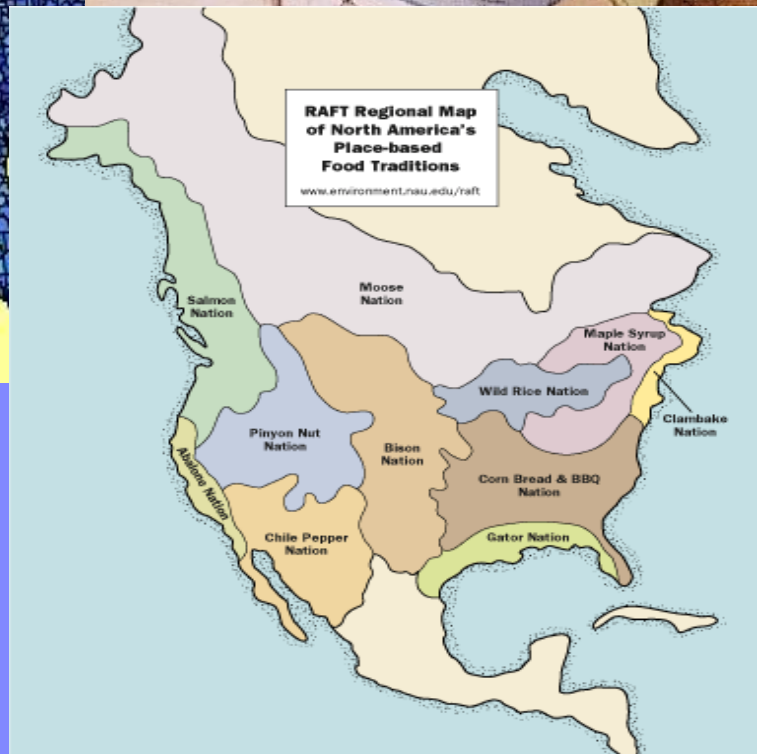 RAFT Regional Map
of North America's
Place-based
Food Traditions
www.environment.nau.edu/raft
Moose
Nation
Salmon
Nation
Maple Syrup
Nation
Wild Rice Nation
Clambake
Nation
Pinyon Nut
Nation
Bison
Nation
Abalone Nation
Corn Bread & BBQ
Nation
Chile Pepper
Nation
Gator Nation